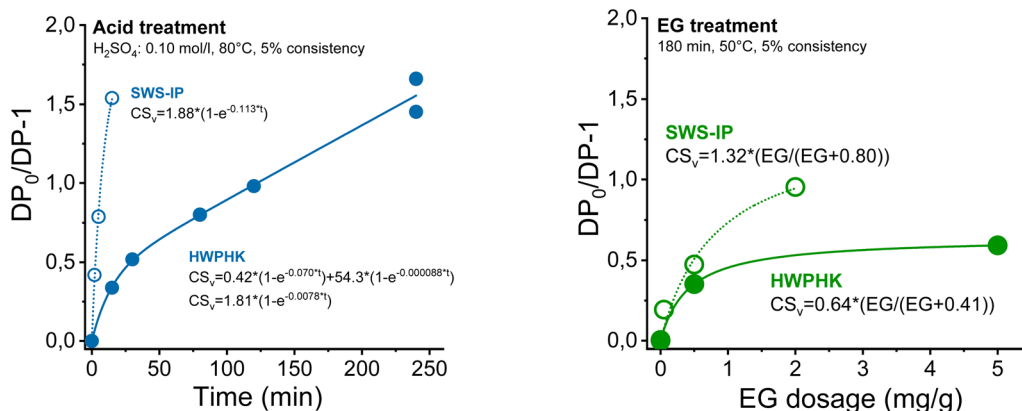 Acid treatment
H₂SO₄: 0.10 mol/l, 80°C, 5% consistency
SWS-IP
CSᵥ=1.88*(1-e^-0.113*t)
HWPHK
CSᵥ=0.42*(1-e^-0.070*t)+54.3*(1-e^-0.000088*t)
CSᵥ=1.81*(1-e^-0.0078*t)
DP₀/DP-1
2,0
1,5
1,0
0,5
0,0
0 50 100 150 200 250
Time (min)
EG treatment
180 min, 50°C, 5% consistency
SWS-IP
CSᵥ=1.32*(EG/(EG+0.80))
HWPHK
CSᵥ=0.64*(EG/(EG+0.41))
DP₀/DP-1
2,0
1,5
1,0
0,5
0,0
0 1 2 3 4 5
EG dosage (mg/g)